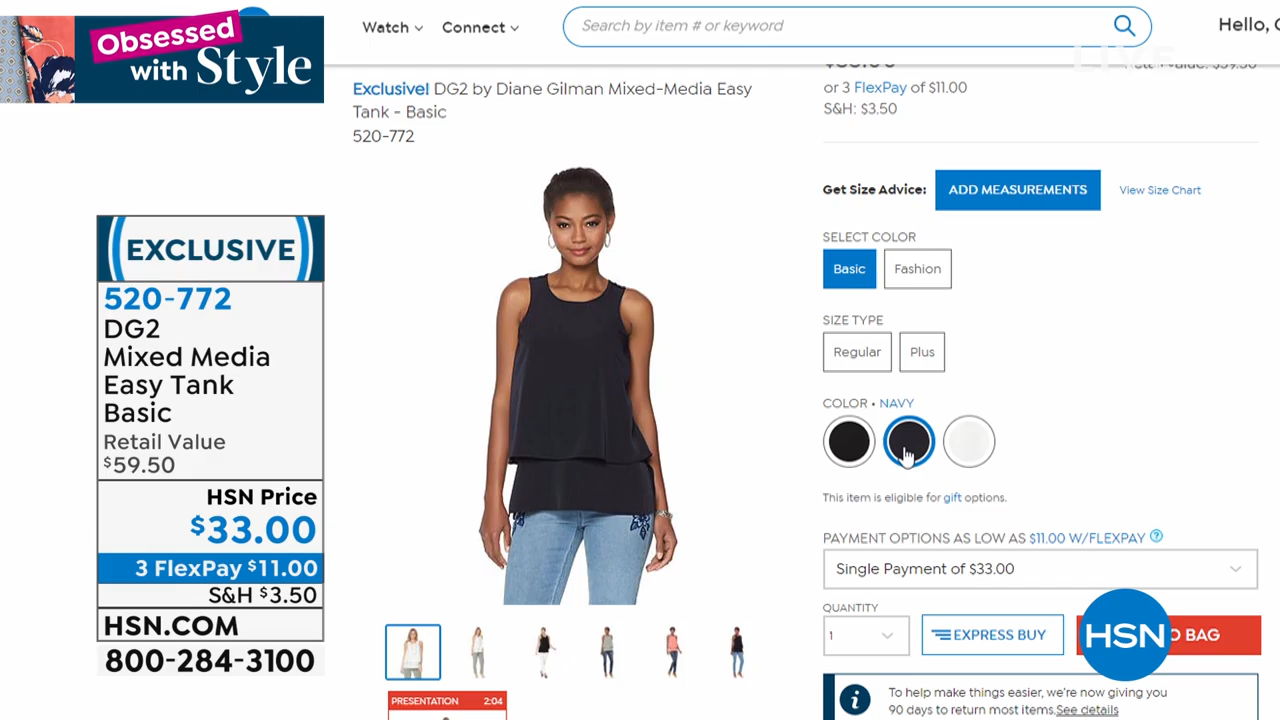 Obsessed
with Style
EXCLUSIVE
520-772
DG2
Mixed Media
Easy Tank
Basic
Retail Value
$59.50
HSN Price
$33.00
3 FlexPay $11.00
S&H $3.50
HSN.COM
800-284-3100
Watch
Connect
Search by item # or keyword
Hello,
LIVE
Exclusive! DG2 by Diane Gilman Mixed-Media Easy
Tank - Basic
520-772
PRESENTATION 2:04
Retail Value: $59.50
or 3 FlexPay of $11.00
S&H: $3.50
Get Size Advice: ADD MEASUREMENTS View Size Chart
SELECT COLOR
Basic Fashion
SIZE TYPE
Regular Plus
COLOR • NAVY
This item is eligible for gift options.
PAYMENT OPTIONS AS LOW AS $11.00 W/FLEXPAY ?
Single Payment of $33.00
QUANTITY
1
EXPRESS BUY
HSN
O BAG
i
To help make things easier, we're now giving you
90 days to return most items. See details